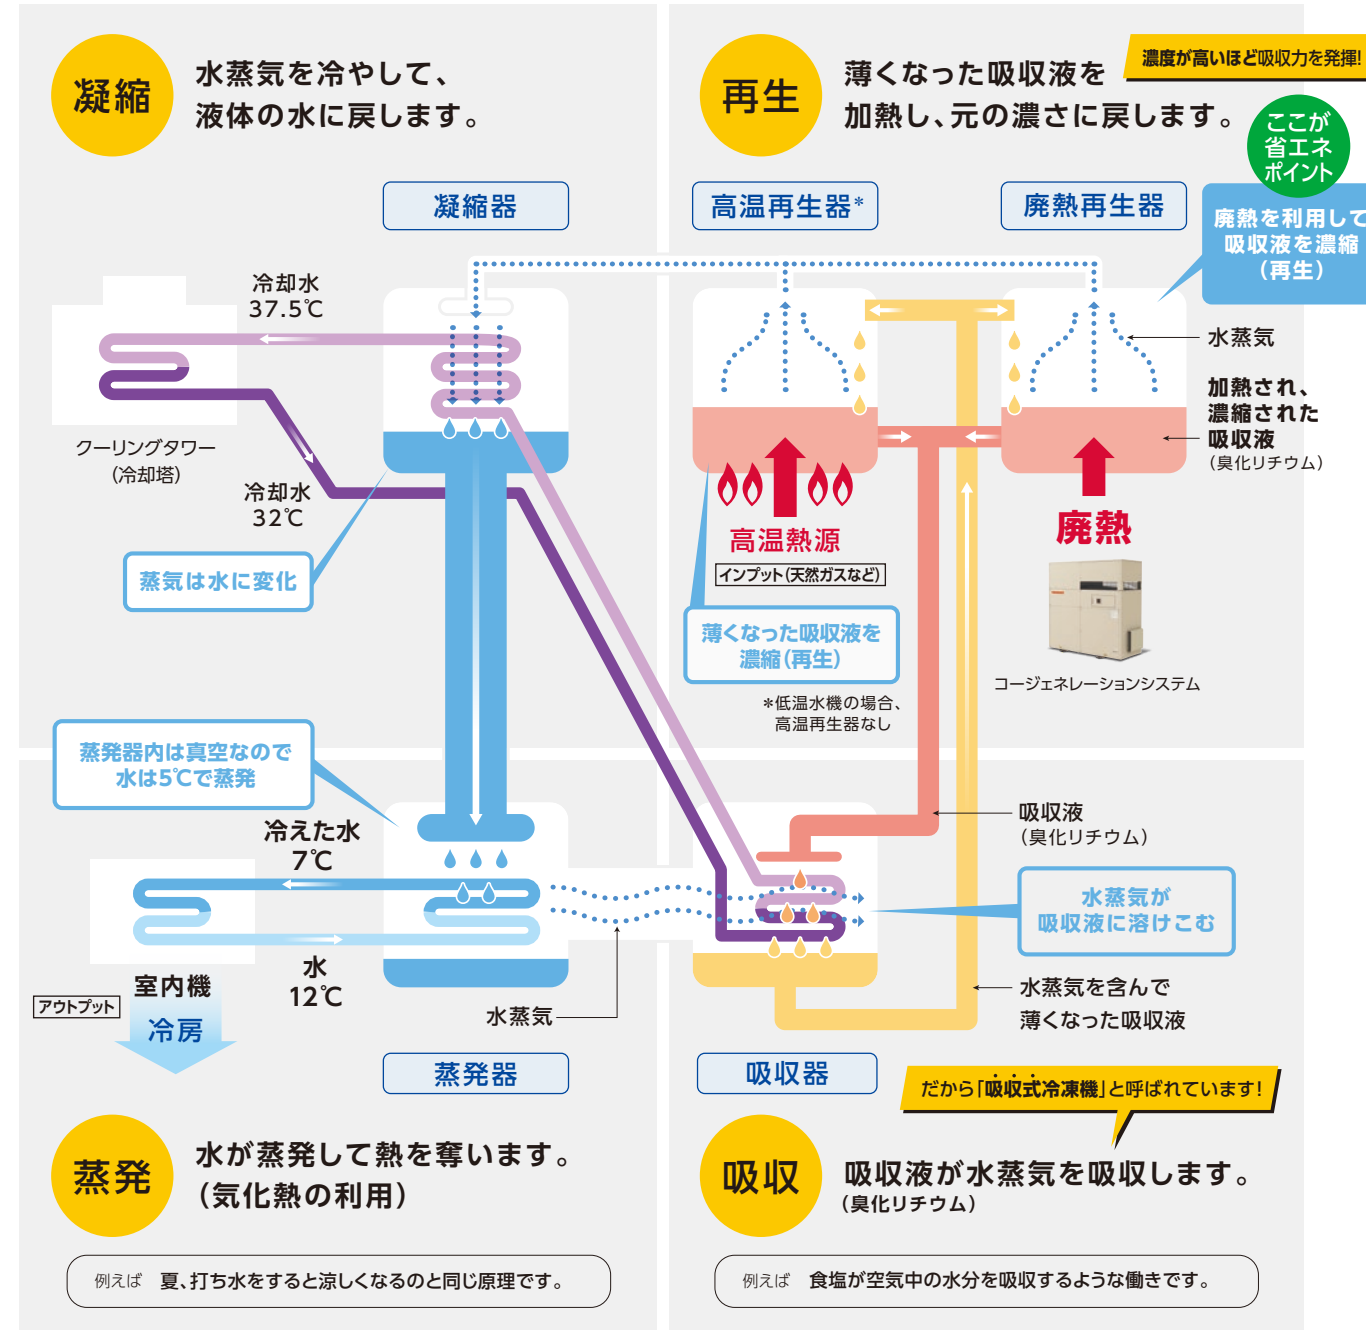 凝縮
水蒸気を冷やして、
液体の水に戻します。
再生
薄くなった吸収液を
加熱し、元の濃さに戻します。
濃度が高いほど吸収力を発揮!
ここが
省エネ
ポイント
凝縮器
高温再生器*
廃熱再生器
廃熱を利用して
吸収液を濃縮
(再生)
冷却水
37.5℃
クーリングタワー
(冷却塔)
冷却水
32℃
蒸気は水に変化
水蒸気
加熱され、
濃縮された
吸収液
(臭化リチウム)
高温熱源
インプット(天然ガスなど)
廃熱
薄くなった吸収液を
濃縮(再生)
コージェネレーションシステム
*低温水機の場合、
高温再生器なし
蒸発器内は真空なので
水は5℃で蒸発
冷えた水
7℃
水
12℃
室内機
アウトプット
冷房
水蒸気
吸収液
(臭化リチウム)
水蒸気が
吸収液に溶けこむ
水蒸気を含んで
薄くなった吸収液
蒸発器
吸収器
だから「吸収式冷凍機」と呼ばれています!
蒸発
水が蒸発して熱を奪います。
(気化熱の利用)
吸収
吸収液が水蒸気を吸収します。
(臭化リチウム)
例えば 夏、打ち水をすると涼しくなるのと同じ原理です。
例えば 食塩が空気中の水分を吸収するような働きです。